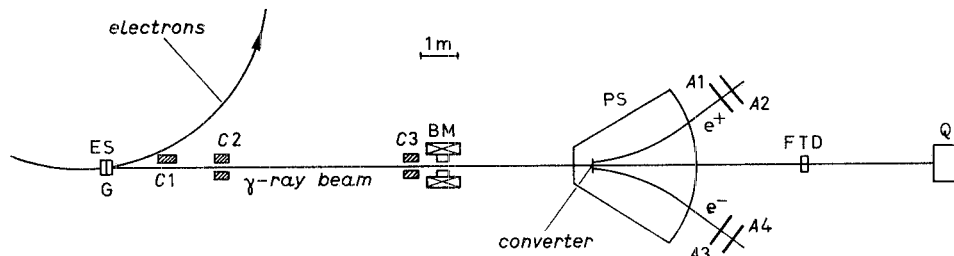 electrons
1m
ES
G
C1
C2
γ-ray beam
C3
BM
PS
converter
e⁺
e⁻
A1
A2
A3
A4
FTD
Q